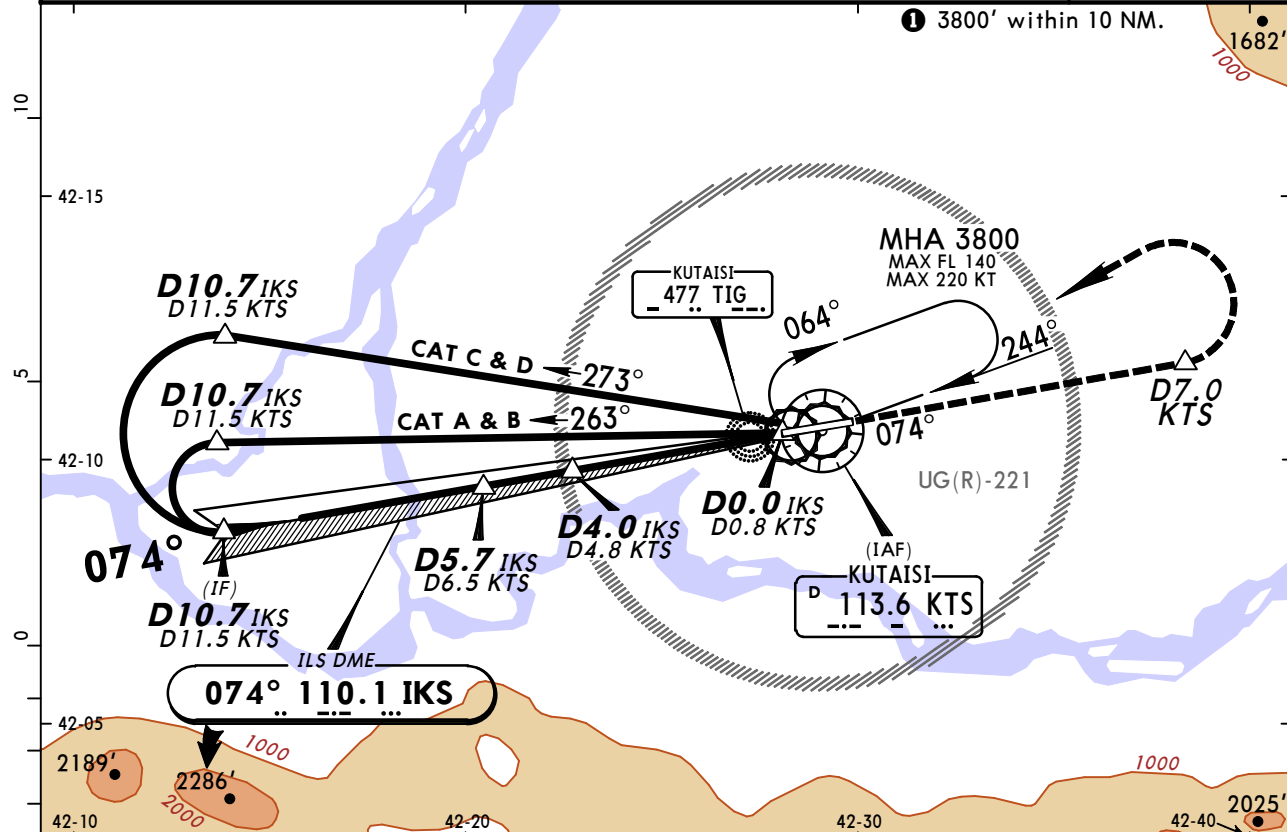 ❶ 3800' within 10 NM.
1682'
1000
10
42-15
MHA 3800
MAX FL 140
MAX 220 KT
KUTAISI
477 TIG
D10.7 IKS
D11.5 KTS
064°
244°
CAT C & D
273°
5
D10.7 IKS
D11.5 KTS
CAT A & B
263°
D7.0
KTS
074°
42-10
UG(R)-221
D0.0 IKS
D0.8 KTS
D4.0 IKS
D4.8 KTS
074°
D5.7 IKS
D6.5 KTS
(IF)
D10.7 IKS
D11.5 KTS
(IAF)
KUTAISI
D 113.6 KTS
0
ILS DME
074° 110.1 IKS
42-05
1000
2189'
2286'
2000
1000
2025'
42-10
42-20
42-30
42-40